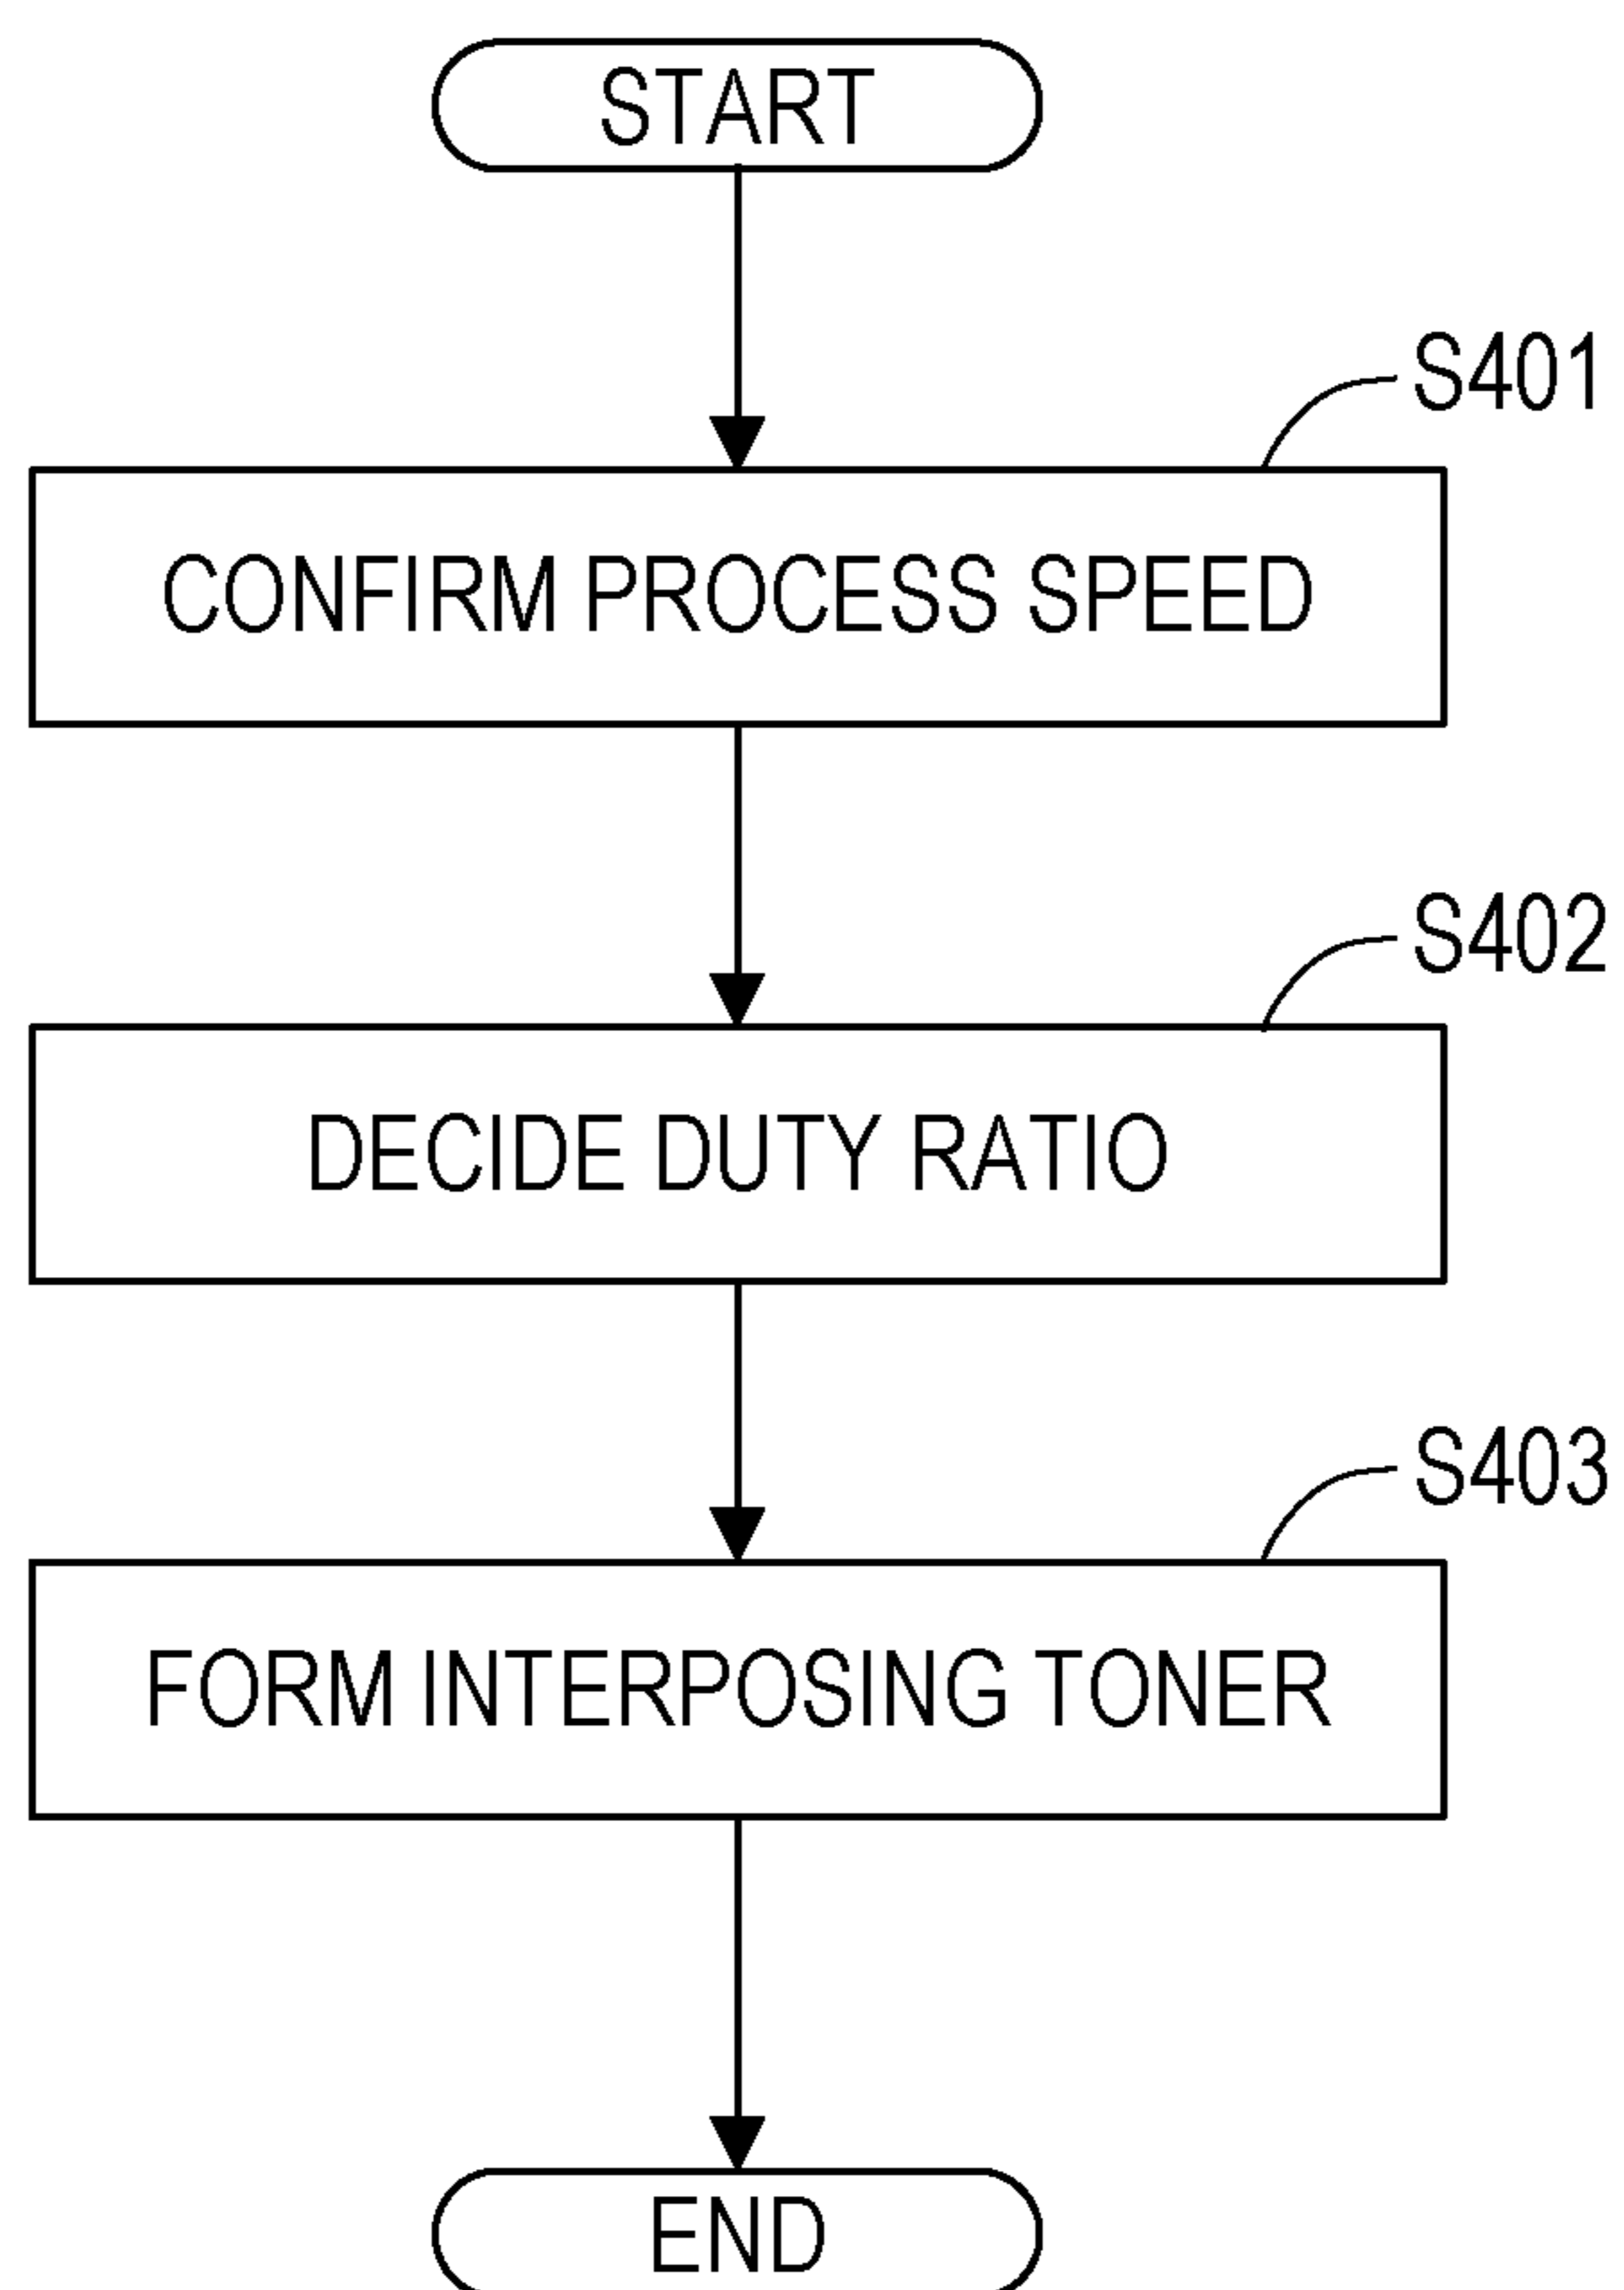 START
S401
CONFIRM PROCESS SPEED
S402
DECIDE DUTY RATIO
S403
FORM INTERPOSING TONER
END